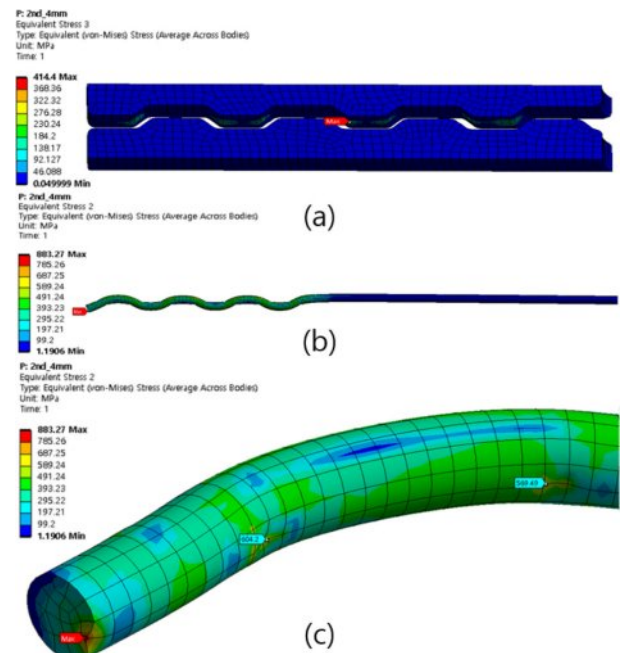 P: 2nd_4mm
Equivalent Stress 3
Type: Equivalent (von-Mises) Stress (Average Across Bodies)
Unit: MPa
Time: 1
414.4 Max
368.36
322.32
276.28
230.24
184.2
138.17
92.127
46.088
0.049999 Min
Max
(a)
P: 2nd_4mm
Equivalent Stress 2
Type: Equivalent (von-Mises) Stress (Average Across Bodies)
Unit: MPa
Time: 1
883.27 Max
785.26
687.25
589.24
491.24
393.23
295.22
197.21
99.2
1.1906 Min
Max
(b)
P: 2nd_4mm
Equivalent Stress 2
Type: Equivalent (von-Mises) Stress (Average Across Bodies)
Unit: MPa
Time: 1
883.27 Max
785.26
687.25
589.24
491.24
393.23
295.22
197.21
99.2
1.1906 Min
569.49
604.2
Max
(c)